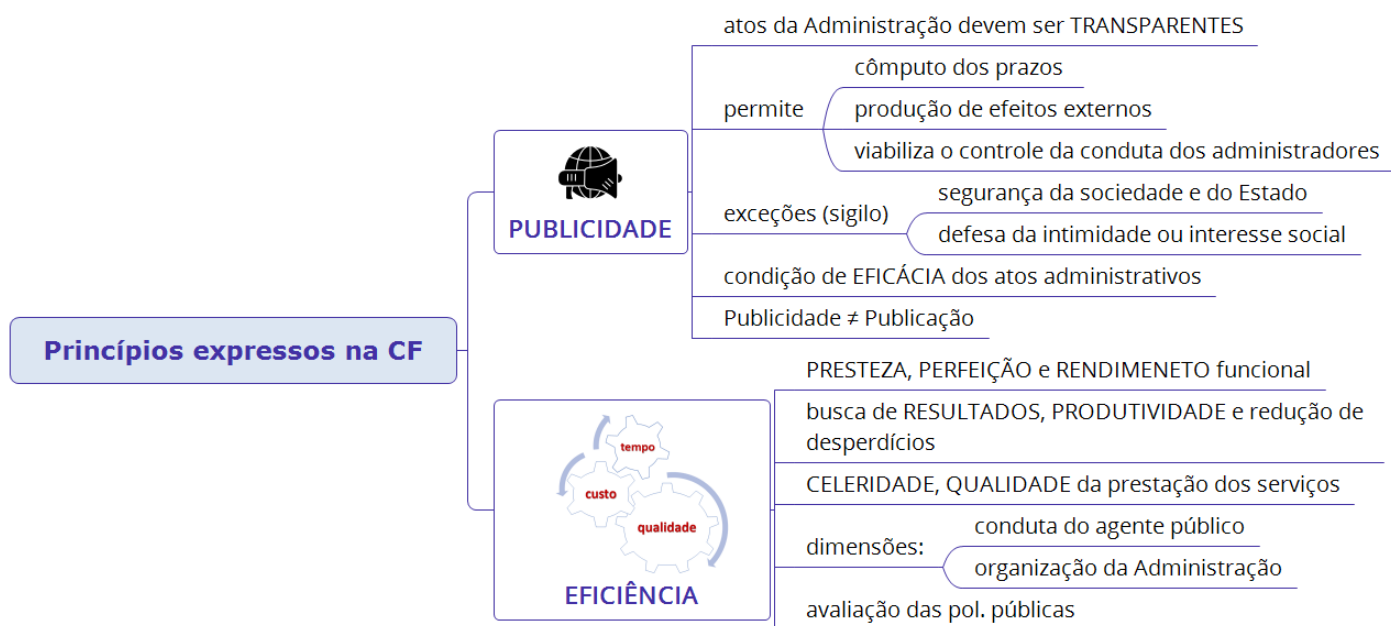 Princípios expressos na CF
PUBLICIDADE
atos da Administração devem ser TRANSPARENTES
permite
cômputo dos prazos
produção de efeitos externos
viabiliza o controle da conduta dos administradores
exceções (sigilo)
segurança da sociedade e do Estado
defesa da intimidade ou interesse social
condição de EFICÁCIA dos atos administrativos
Publicidade ≠ Publicação
tempo
custo
qualidade
EFICIÊNCIA
PRESTEZA, PERFEIÇÃO e RENDIMENETO funcional
busca de RESULTADOS, PRODUTIVIDADE e redução de
desperdícios
CELERIDADE, QUALIDADE da prestação dos serviços
dimensões:
conduta do agente público
organização da Administração
avaliação das pol. públicas